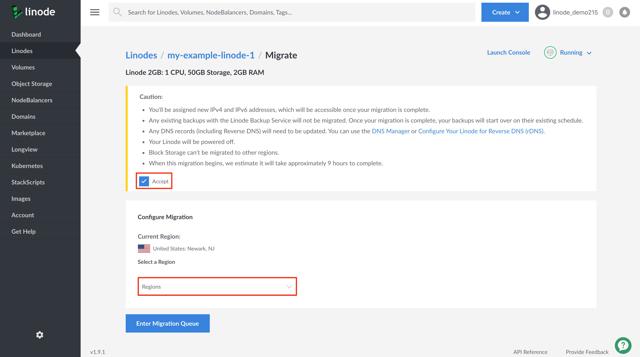 linode
Search for Linodes, Volumes, NodeBalancers, Domains, Tags...
Create
linode_demo215
0
Dashboard
Linodes
Volumes
Object Storage
NodeBalancers
Domains
Marketplace
Longview
Kubernetes
StackScripts
Images
Account
Get Help
Linodes / my-example-linode-1 / Migrate
Launch Console
Running
Linode 2GB: 1 CPU, 50GB Storage, 2GB RAM
Caution:
• You'll be assigned new IPv4 and IPv6 addresses, which will be accessible once your migration is complete.
• Any existing backups with the Linode Backup Service will not be migrated. Once your migration is complete, your backups will start over on their existing schedule.
• Any DNS records (including Reverse DNS) will need to be updated. You can use the DNS Manager or Configure Your Linode for Reverse DNS (rDNS).
• Your Linode will be powered off.
• Block Storage can't be migrated to other regions.
• When this migration begins, we estimate it will take approximately 9 hours to complete.
Accept
Configure Migration
Current Region:
United States: Newark, NJ
Select a Region
Regions
Enter Migration Queue
v1.9.1
API Reference
Provide Feedback